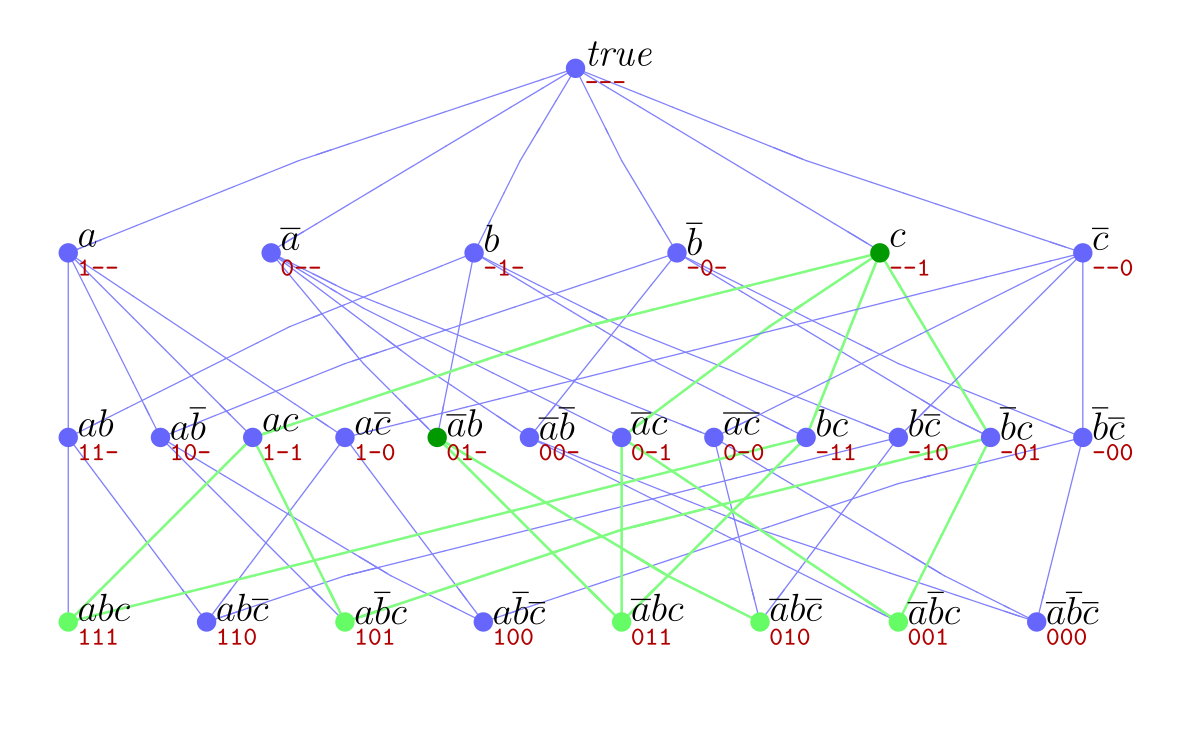 true
---
a a̅ b b̅ c c̅
1-- 0-- -1- -0- --1 --0
ab ab̅ ac ac̅ a̅b a̅b̅ a̅c a̅c̅ bc bc̅ b̅c b̅c̅
11- 10- 1-1 1-0 01- 00- 0-1 0-0 -11 -10 -01 -00
abc abc̅ ab̅c ab̅c̅ a̅bc a̅bc̅ a̅b̅c a̅b̅c̅
111 110 101 100 011 010 001 000